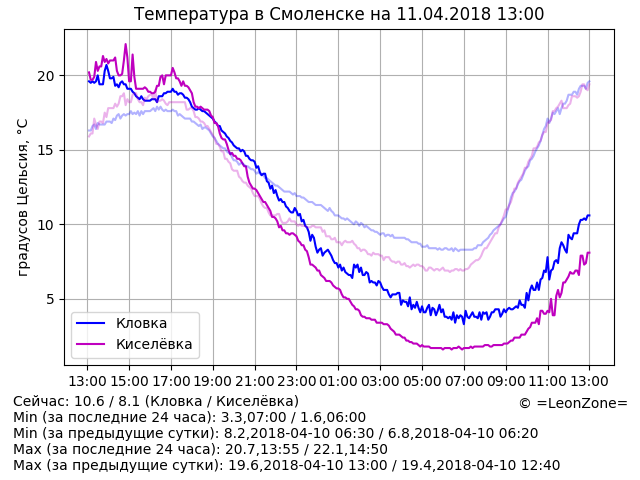 Температура в Смоленске на 11.04.2018 13:00
градусов Цельсия, °C
20
15
10
5
Кловка
Киселёвка
13:00 15:00 17:00 19:00 21:00 23:00 01:00 03:00 05:00 07:00 09:00 11:00 13:00
© =LeonZone=
Сейчас: 10.6 / 8.1 (Кловка / Киселёвка)
Min (за последние 24 часа): 3.3,07:00 / 1.6,06:00
Min (за предыдущие сутки): 8.2,2018-04-10 06:30 / 6.8,2018-04-10 06:20
Max (за последние 24 часа): 20.7,13:55 / 22.1,14:50
Max (за предыдущие сутки): 19.6,2018-04-10 13:00 / 19.4,2018-04-10 12:40